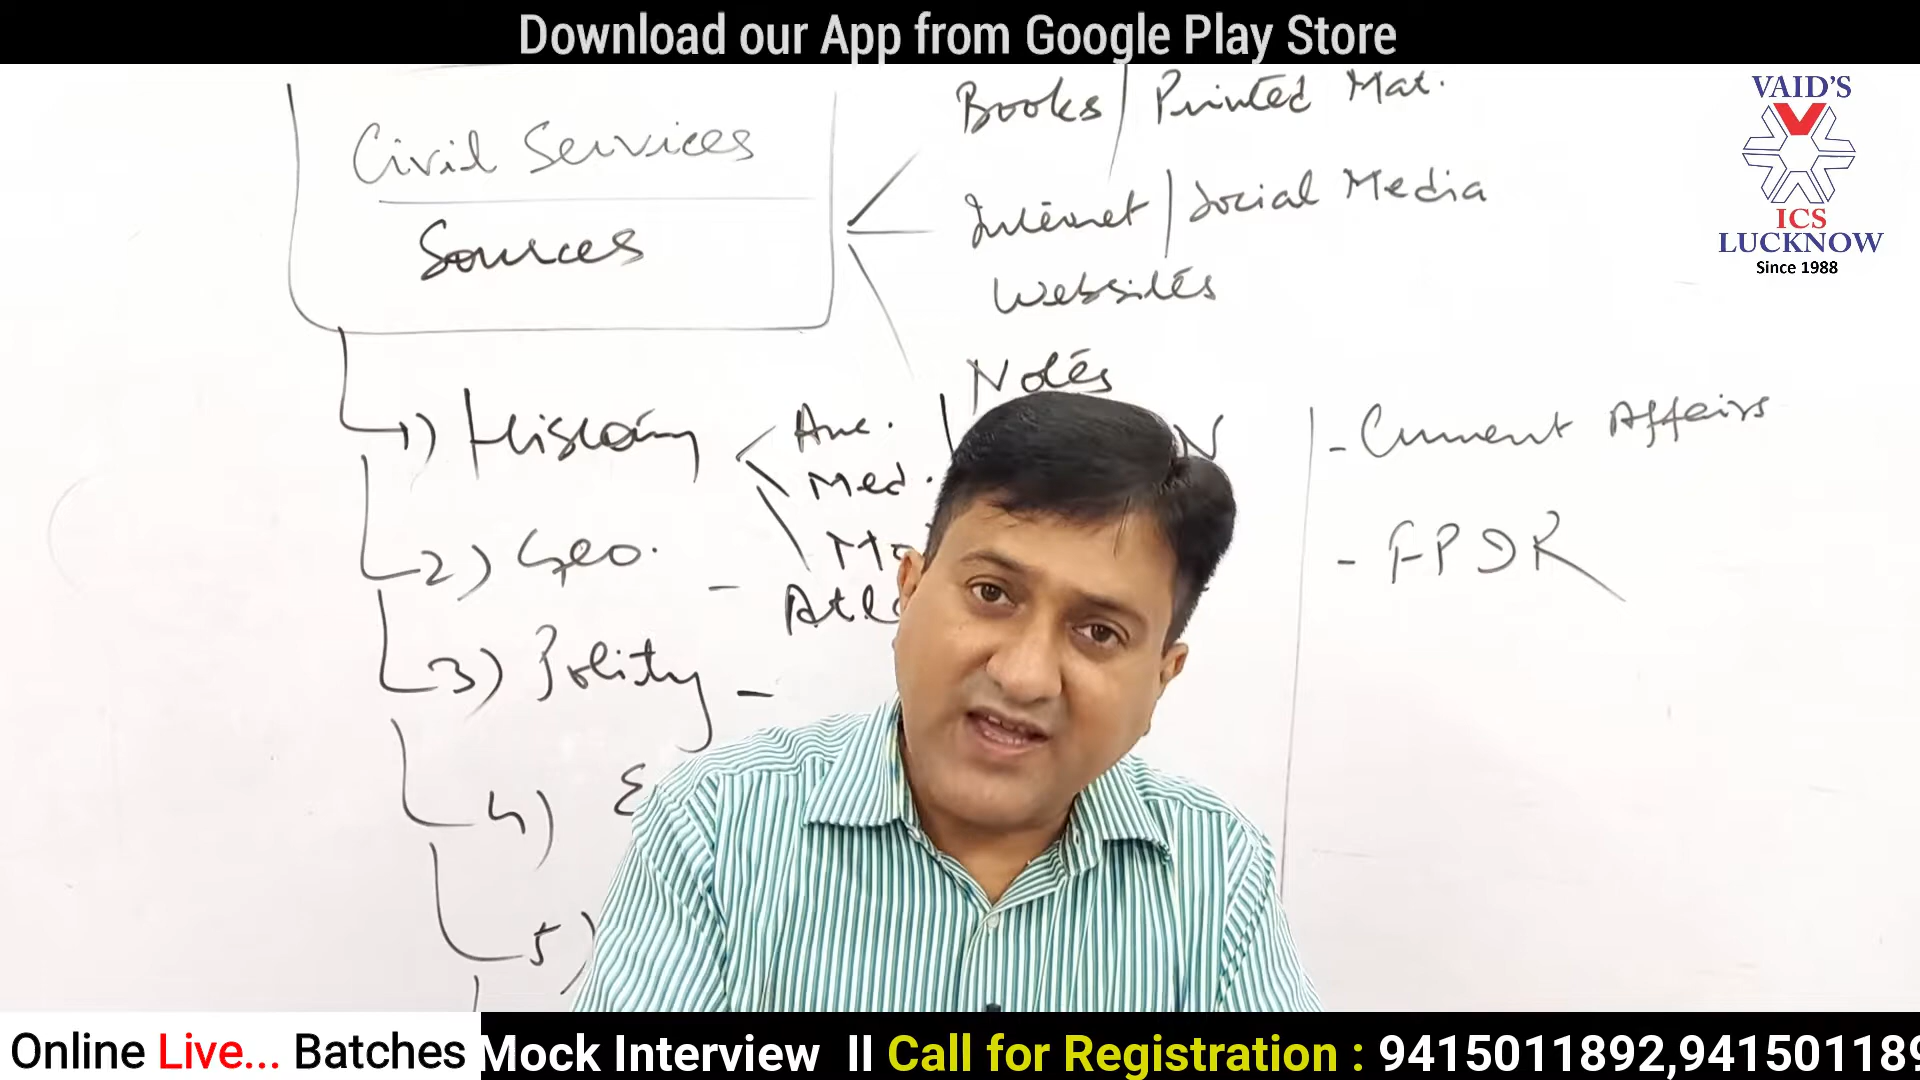 Download our App from Google Play Store
VAID'S
ICS
LUCKNOW
Since 1988
Civil Services
Sources
Books / Printed Mat.
Internet / Social Media
Websites
Notes
1) History
Anc.
Med.
N
- Current Affairs
2) Geo. -
- FPDR
3) Polity -
4) E
5)
Online Live... Batches
Mock Interview II Call for Registration : 9415011892,941501189